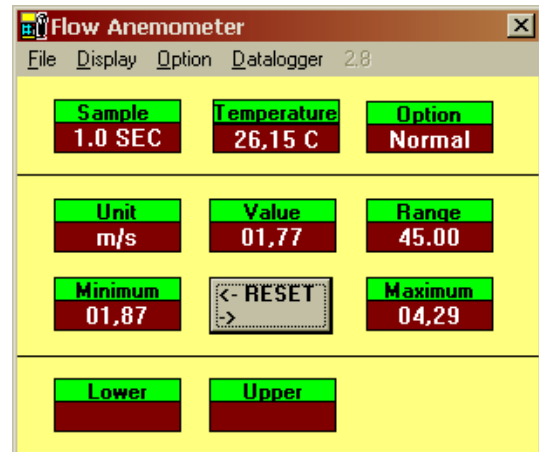 Flow Anemometer
File Display Option Datalogger 2.8
Sample Temperature Option
1.0 SEC 26,15 C Normal
Unit Value Range
m/s 01,77 45.00
Minimum <- RESET Maximum
01,87 -> 04,29
Lower Upper